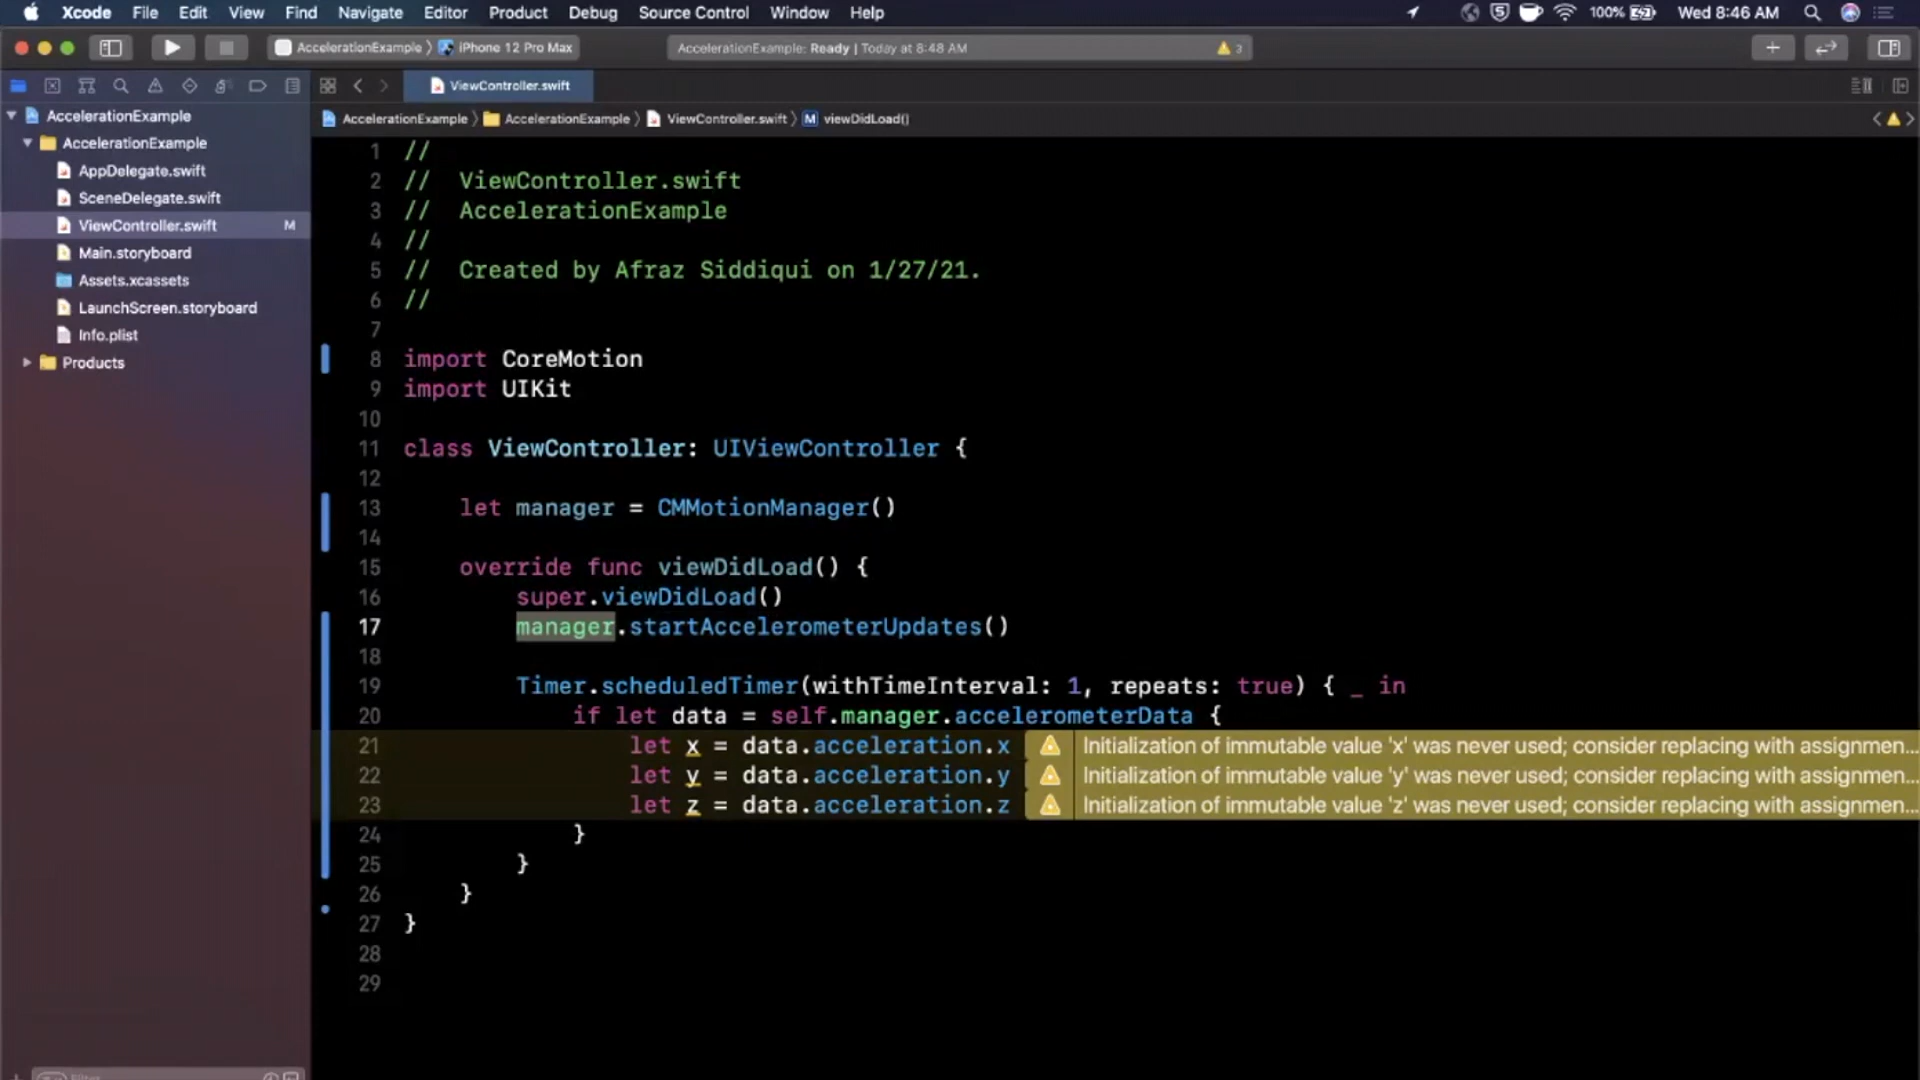 Xcode File Edit View Find Navigate Editor Product Debug Source Control Window Help 100% Wed 8:46 AM
AccelerationExample 〉 iPhone 12 Pro Max AccelerationExample: Ready | Today at 8:48 AM 3
ViewController.swift
AccelerationExample 〉 AccelerationExample 〉 ViewController.swift 〉 M viewDidLoad()
AccelerationExample
AccelerationExample
AppDelegate.swift
SceneDelegate.swift
ViewController.swift M
Main.storyboard
Assets.xcassets
LaunchScreen.storyboard
Info.plist
Products
1 //
2 // ViewController.swift
3 // AccelerationExample
4 //
5 // Created by Afraz Siddiqui on 1/27/21.
6 //
7
8 import CoreMotion
9 import UIKit
10
11 class ViewController: UIViewController {
12
13 let manager = CMMotionManager()
14
15 override func viewDidLoad() {
16 super.viewDidLoad()
17 manager.startAccelerometerUpdates()
18
19 Timer.scheduledTimer(withTimeInterval: 1, repeats: true) { _ in
20 if let data = self.manager.accelerometerData {
21 let x = data.acceleration.x Initialization of immutable value 'x' was never used; consider replacing with assignmen...
22 let y = data.acceleration.y Initialization of immutable value 'y' was never used; consider replacing with assignmen...
23 let z = data.acceleration.z Initialization of immutable value 'z' was never used; consider replacing with assignmen...
24 }
25 }
26 }
27 }
28
29